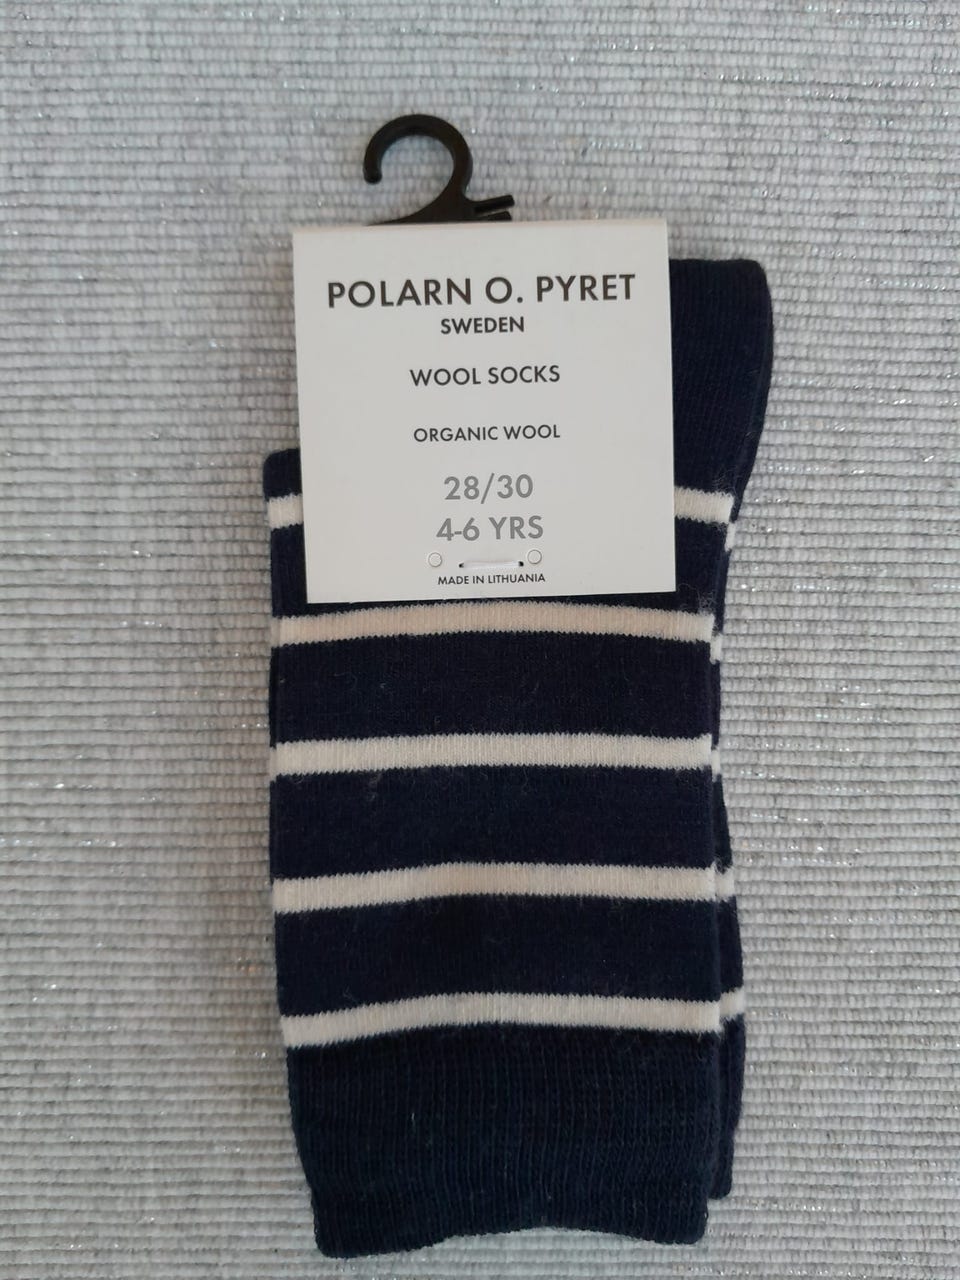 POLARN O. PYRET
SWEDEN
WOOL SOCKS
ORGANIC WOOL
28/30
4-6 YRS
MADE IN LITHUANIA